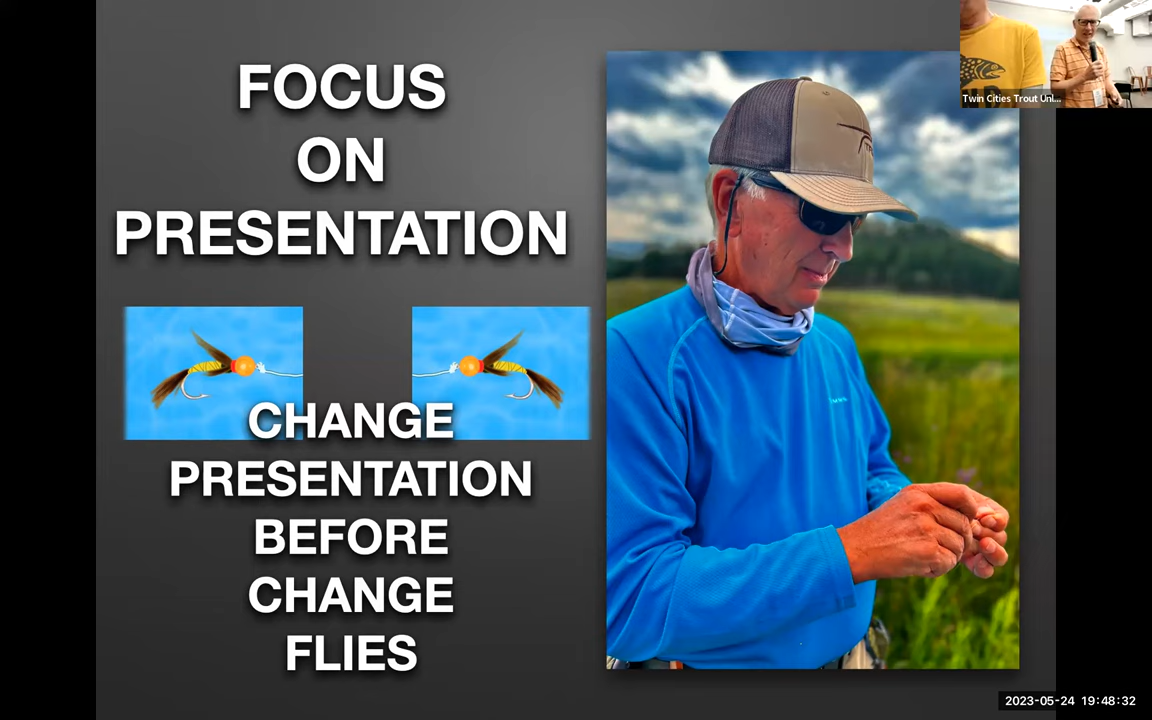 FOCUS
ON
PRESENTATION
CHANGE
PRESENTATION
BEFORE
CHANGE
FLIES
Twin Cities Trout Unl...
2023-05-24 19:48:32